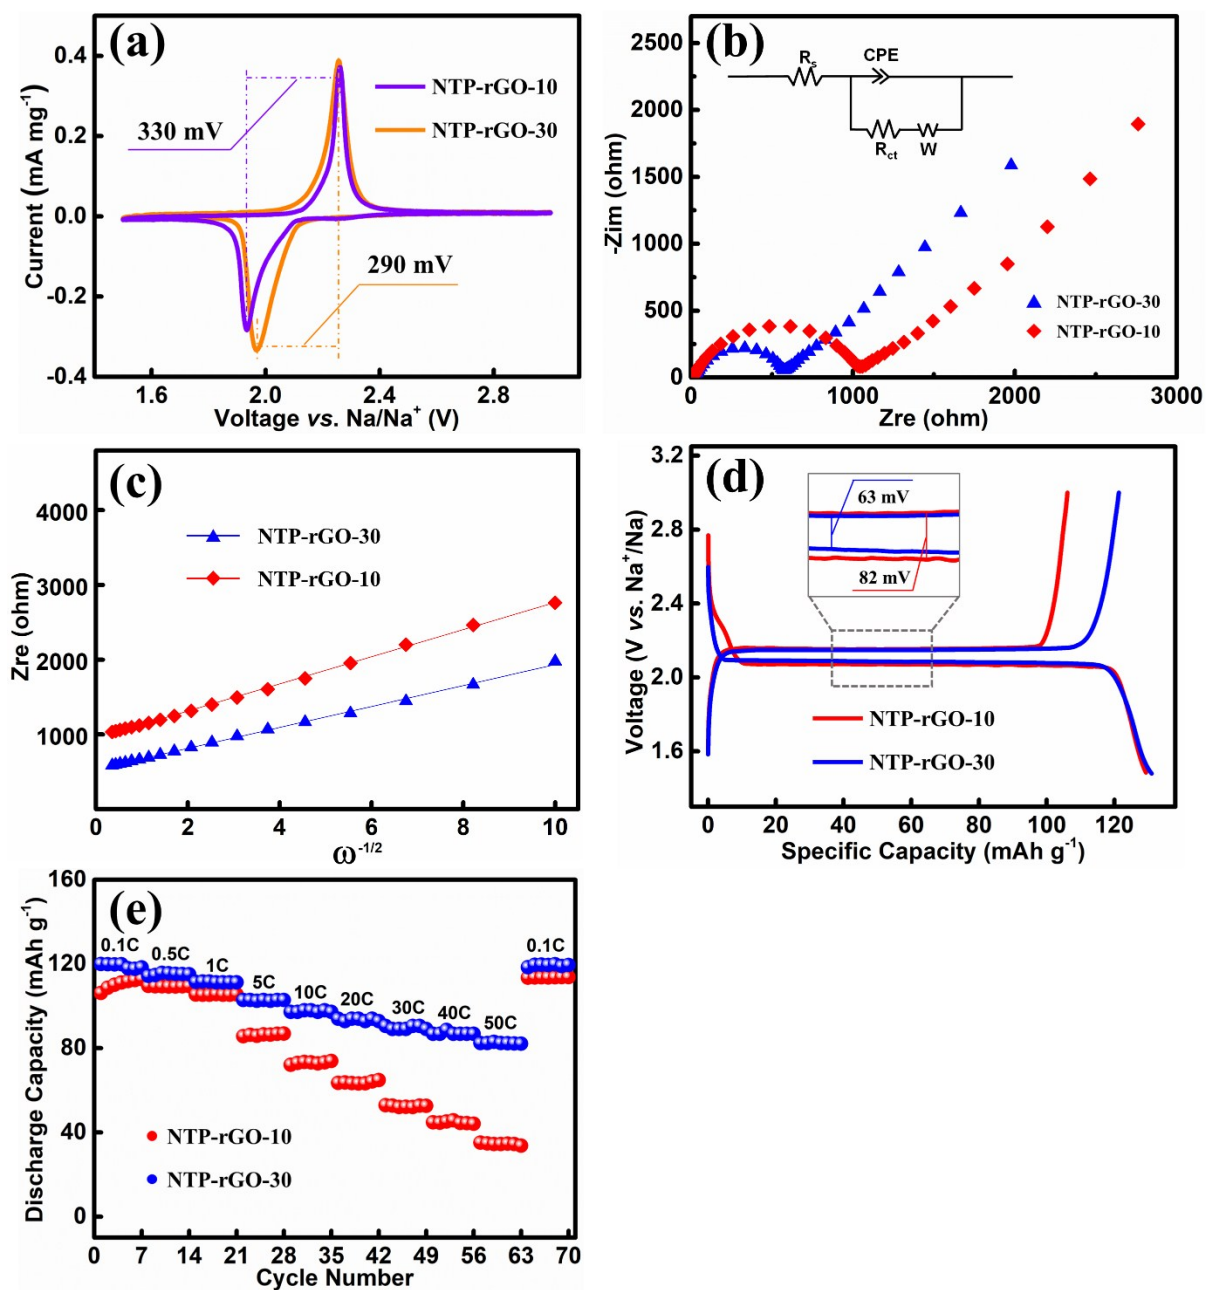 (a)
0.4
0.2
0.0
-0.2
-0.4
Current (mA mg⁻¹)
330 mV
NTP-rGO-10
NTP-rGO-30
290 mV
1.6
2.0
2.4
2.8
Voltage vs. Na/Na⁺ (V)
(b)
2500
2000
1500
1000
500
0
-Zim (ohm)
Rs
CPE
Rct
W
NTP-rGO-30
NTP-rGO-10
0
1000
2000
3000
Zre (ohm)
(c)
4000
3000
2000
1000
Zre (ohm)
NTP-rGO-30
NTP-rGO-10
0
2
4
6
8
10
ω⁻¹/²
(d)
3.2
2.8
2.4
2.0
1.6
Voltage (V vs. Na⁺/Na)
63 mV
82 mV
NTP-rGO-10
NTP-rGO-30
0
20
40
60
80
100
120
Specific Capacity (mAh g⁻¹)
(e)
160
120
80
40
0
Discharge Capacity (mAh g⁻¹)
0.1C
0.5C
1C
5C
10C
20C
30C
40C
50C
0.1C
NTP-rGO-10
NTP-rGO-30
0
7
14
21
28
35
42
49
56
63
70
Cycle Number